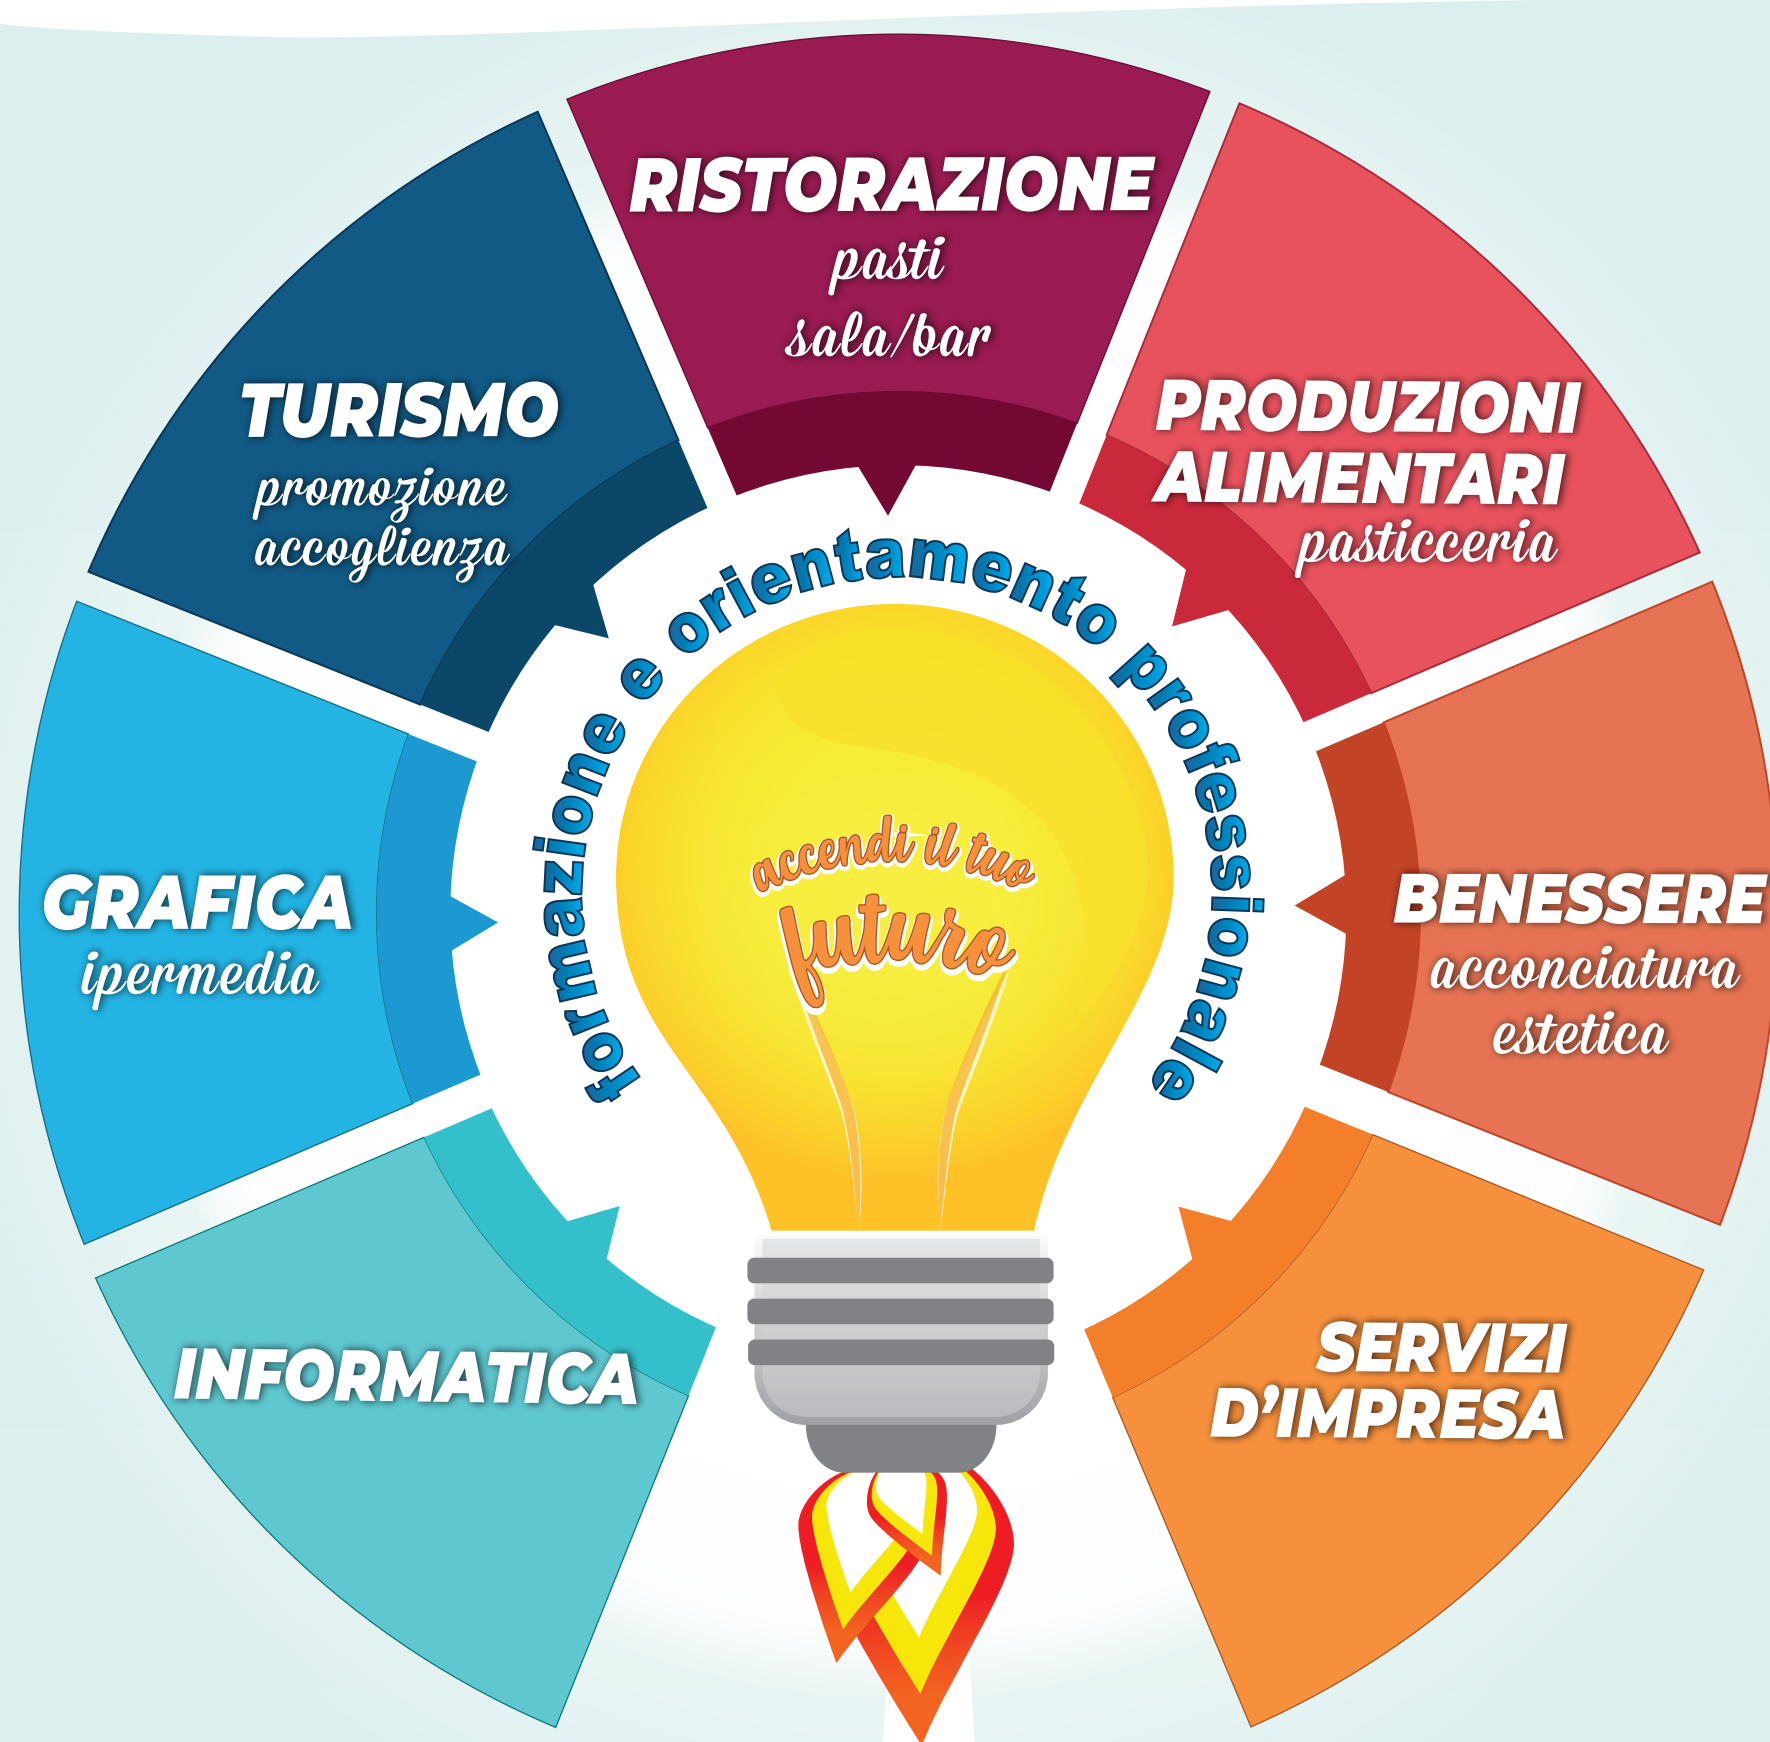 RISTORAZIONE
pasti
sala/bar
TURISMO
promozione
accoglienza
PRODUZIONI
ALIMENTARI
pasticceria
formazione e orientamento professionale
accendi il tuo
futuro
GRAFICA
ipermedia
BENESSERE
acconciatura
estetica
INFORMATICA
SERVIZI
D'IMPRESA